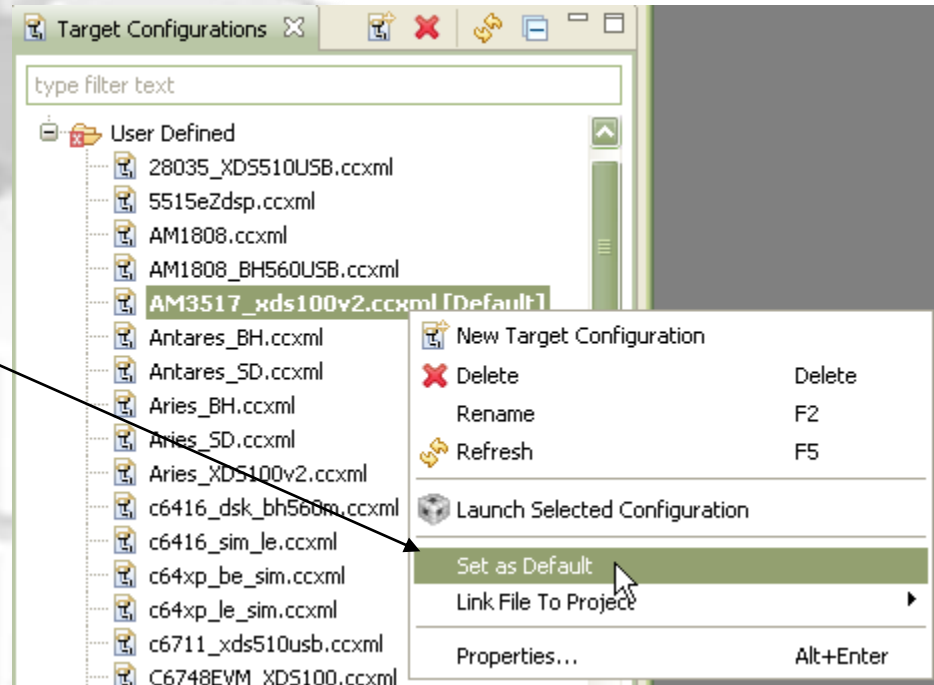 Target Configurations
type filter text
User Defined
28035_XDS510USB.ccxml
5515eZdsp.ccxml
AM1808.ccxml
AM1808_BH560USB.ccxml
AM3517_xds100v2.ccxml [Default]
Antares_BH.ccxml
Antares_SD.ccxml
Aries_BH.ccxml
Aries_SD.ccxml
Aries_XDS100v2.ccxml
c6416_dsk_bh560m.ccxml
c6416_sim_le.ccxml
c64xp_be_sim.ccxml
c64xp_le_sim.ccxml
c6711_xds510usb.ccxml
C6748EVM_XDS100.ccxml
New Target Configuration
Delete Delete
Rename F2
Refresh F5
Launch Selected Configuration
Set as Default
Link File To Project
Properties... Alt+Enter